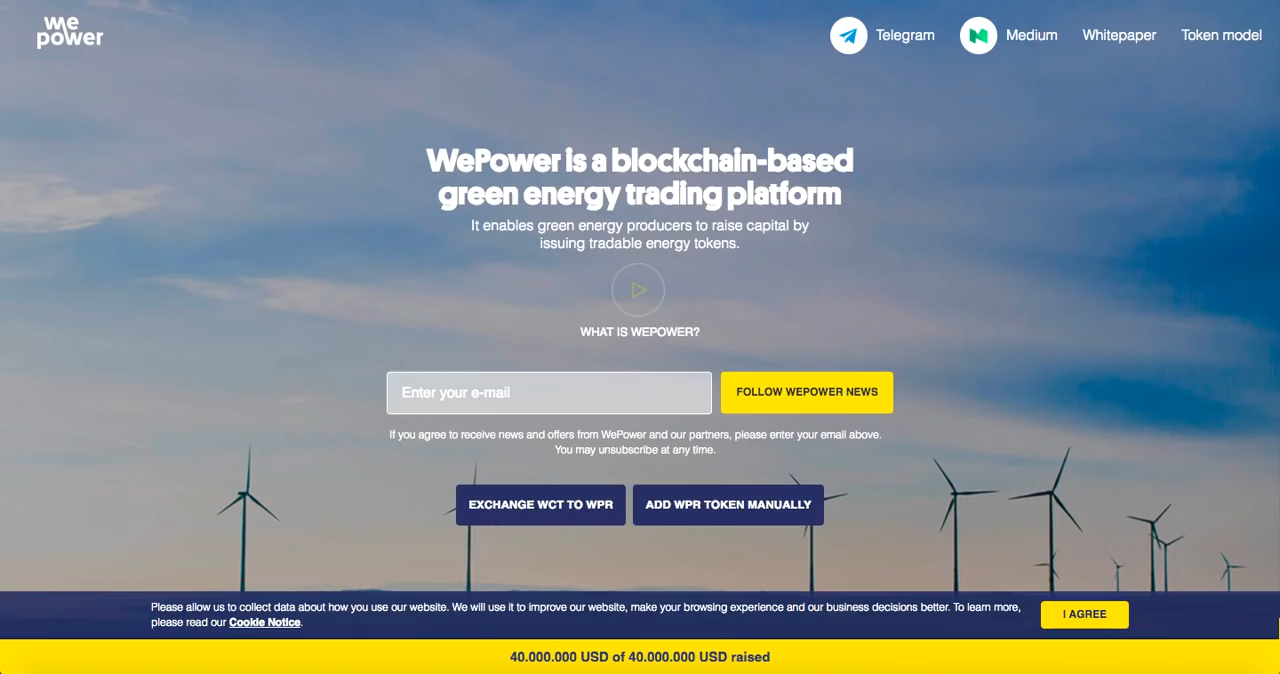 we
power
Telegram
Medium
Whitepaper
Token model
WePower is a blockchain-based
green energy trading platform
It enables green energy producers to raise capital by
issuing tradable energy tokens.
WHAT IS WEPOWER?
Enter your e-mail
FOLLOW WEPOWER NEWS
If you agree to receive news and offers from WePower and our partners, please enter your email above.
You may unsubscribe at any time.
EXCHANGE WCT TO WPR
ADD WPR TOKEN MANUALLY
Please allow us to collect data about how you use our website. We will use it to improve our website, make your browsing experience and our business decisions better. To learn more,
please read our Cookie Notice.
I AGREE
40.000.000 USD of 40.000.000 USD raised